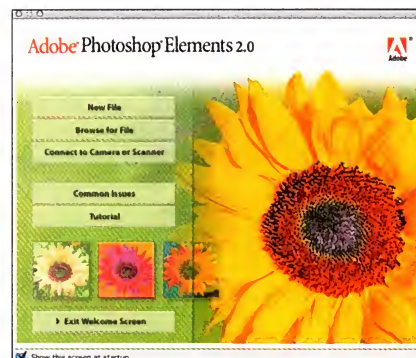 Adobe® Photoshop® Elements 2.0
Adobe
New File
Browse for File
Connect to Camera or Scanner
Common Issues
Tutorial
Exit Welcome Screen
Show this screen at startup